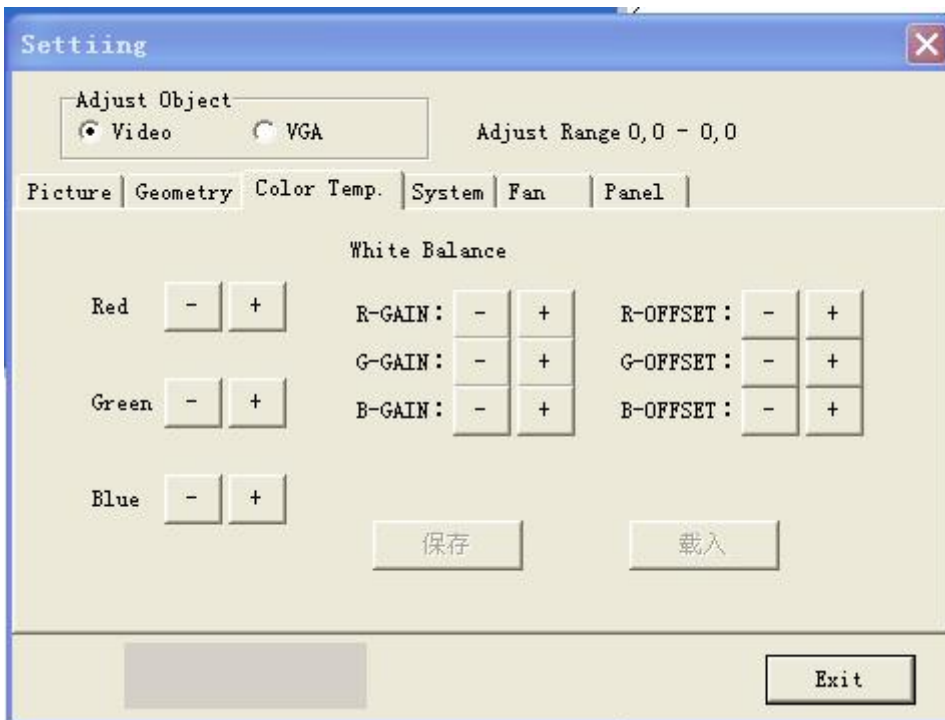 Settiing
Adjust Object
Video VGA Adjust Range 0,0 - 0,0
Picture Geometry Color Temp. System Fan Panel
White Balance
Red - + R-GAIN: - + R-OFFSET: - +
G-GAIN: - + G-OFFSET: - +
Green - + B-GAIN: - + B-OFFSET: - +
Blue - +
保存 载入
Exit